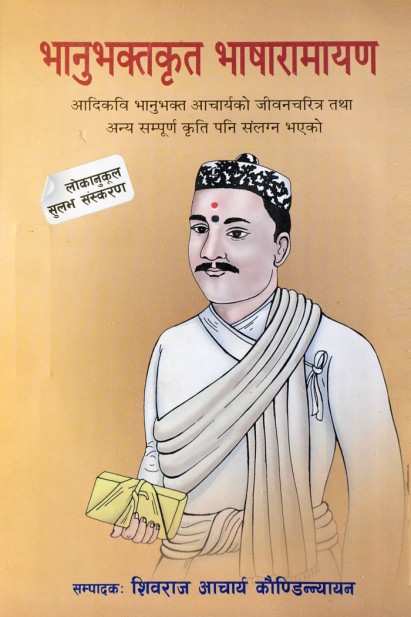 भानुभक्तकृत भाषारामायण
आदिकवि भानुभक्त आचार्यको जीवनचरित्र तथा
अन्य सम्पूर्ण कृति पनि संलग्न भएको
लोकानुकूल
सुलभ संस्करण
सम्पादकः शिवराज आचार्य कौण्डिन्न्यायन